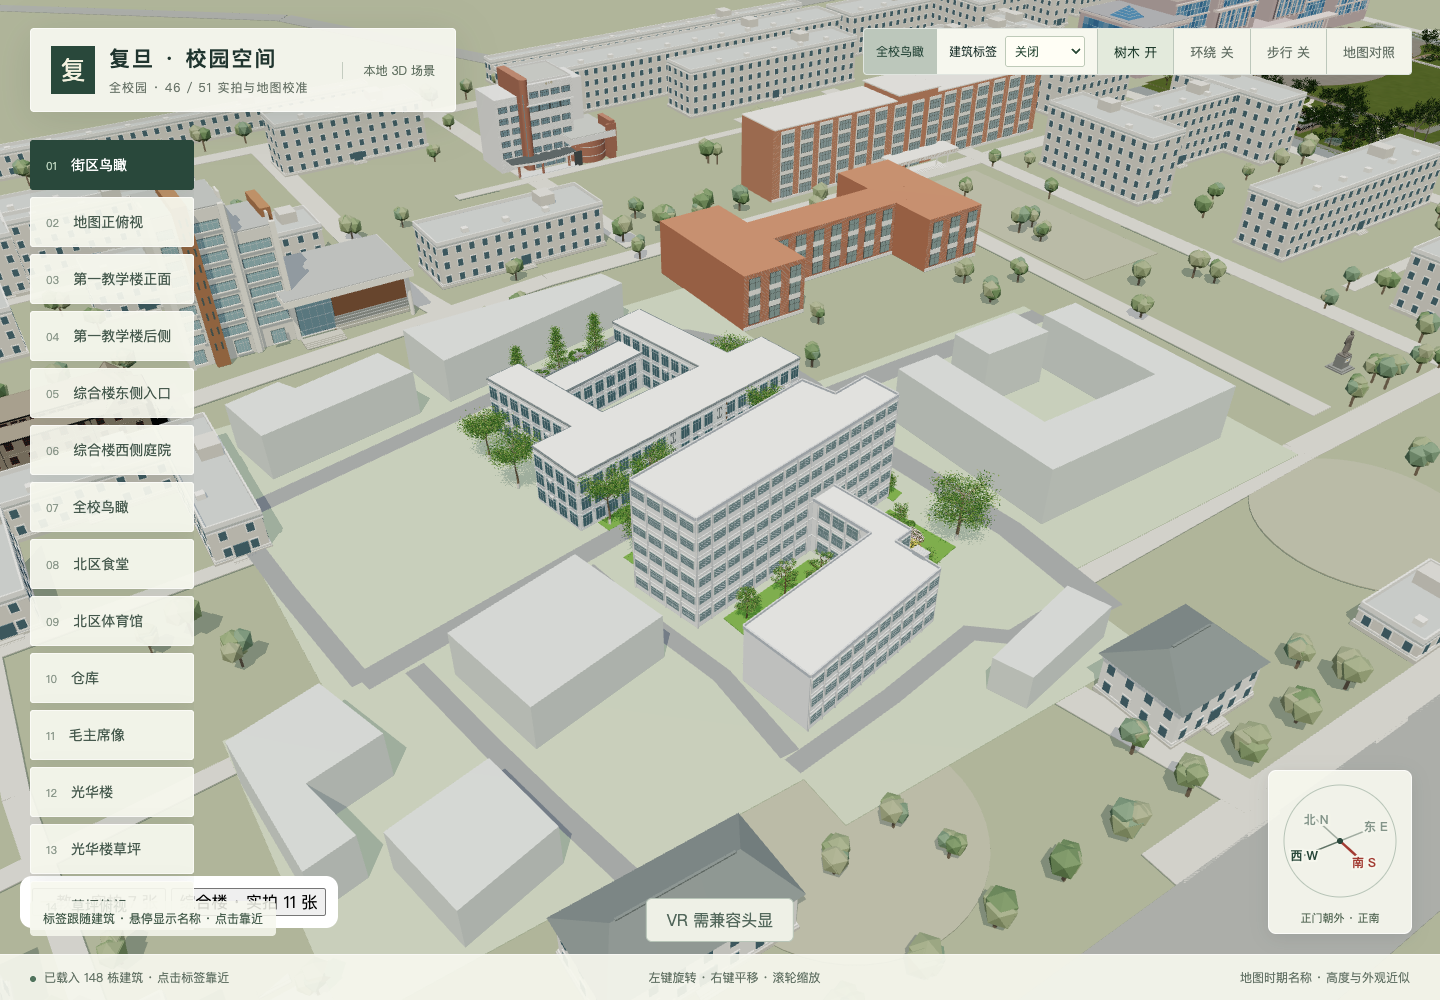 复
复旦 · 校园空间
全校园 · 46 / 51 实拍与地图校准
本地 3D 场景
全校鸟瞰
建筑标签
关闭
树木 开
环绕 关
步行 关
地图对照
01 街区鸟瞰
02 地图正俯视
03 第一教学楼正面
04 第一教学楼后侧
05 综合楼东侧入口
06 综合楼西侧庭院
07 全校鸟瞰
08 北区食堂
09 北区体育馆
10 仓库
11 毛主席像
12 光华楼
13 光华楼草坪
14 草坪俯视
综合楼 · 实拍 11 张
标签跟随建筑 · 悬停显示名称 · 点击靠近
VR 需兼容头显
北 N
东 E
西 W
南 S
正门朝外 · 正南
已载入 148 栋建筑 · 点击标签靠近
左键旋转 · 右键平移 · 滚轮缩放
地图时期名称 · 高度与外观近似